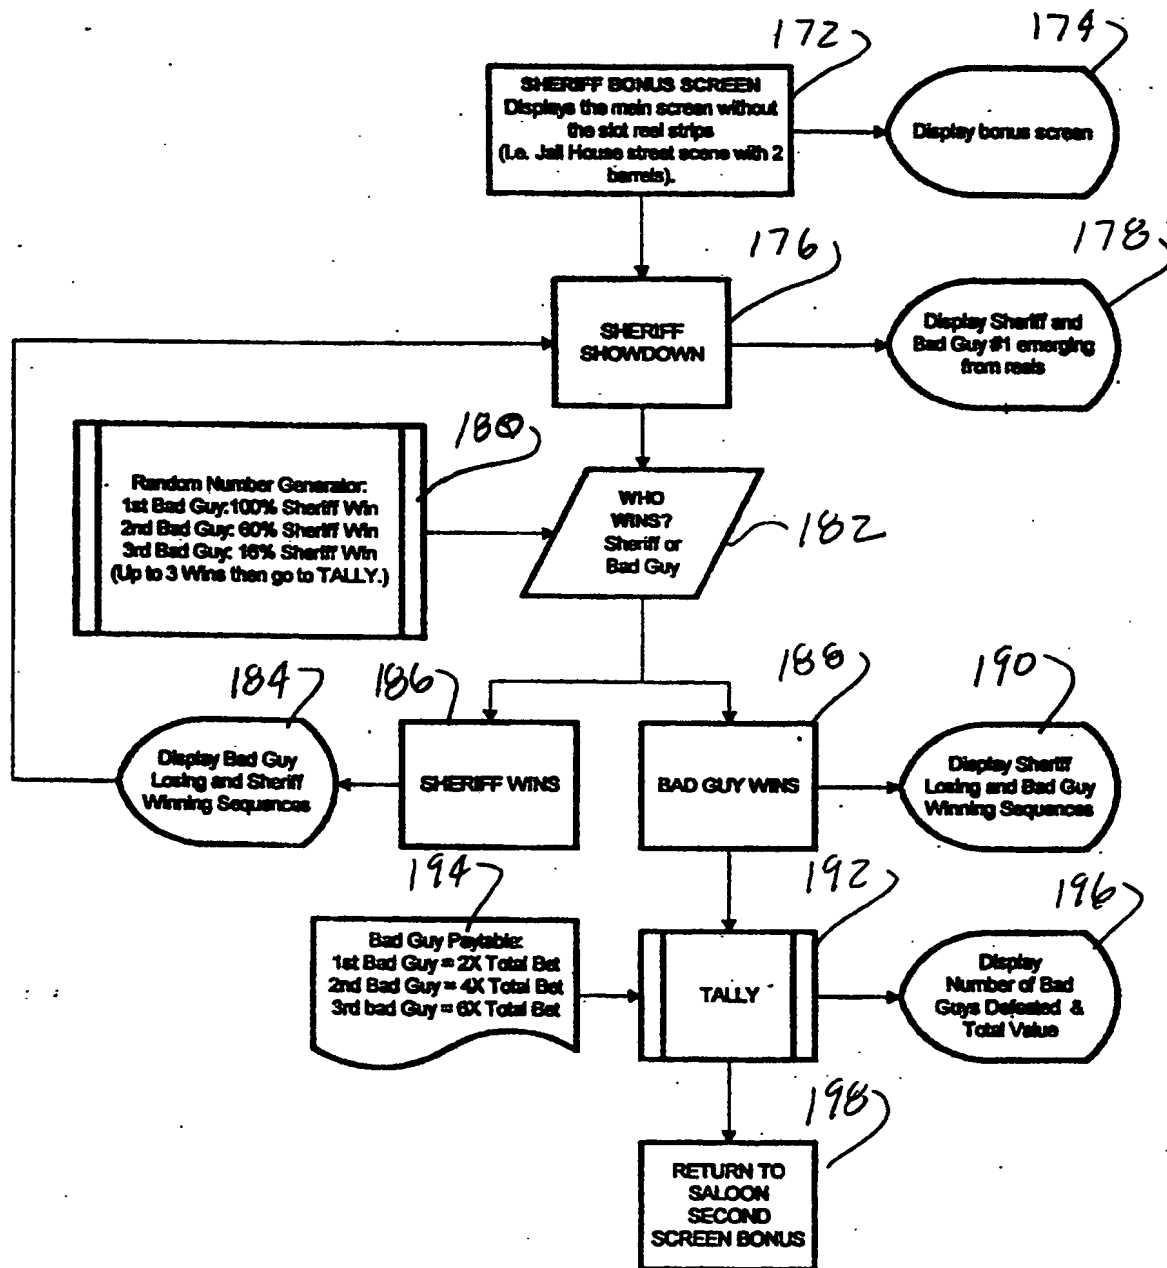 172
174
SHERIFF BONUS SCREEN
Displays the main screen without
the slot reel strips
(i.e. Jail House street scene with 2
barrels).
Display bonus screen
176
178
SHERIFF
SHOWDOWN
Display Sheriff and
Bad Guy #1 emerging
from reels
180
Random Number Generator:
1st Bad Guy:100% Sheriff Win
2nd Bad Guy: 60% Sheriff Win
3rd Bad Guy: 16% Sheriff Win
(Up to 3 Wins then go to TALLY.)
WHO
WINS?
Sheriff or
Bad Guy
182
184
186
188
190
Display Bad Guy
Losing and Sheriff
Winning Sequences
SHERIFF WINS
BAD GUY WINS
Display Sheriff
Losing and Bad Guy
Winning Sequences
194
192
196
Bad Guy Paytable:
1st Bad Guy = 2X Total Bet
2nd Bad Guy = 4X Total Bet
3rd bad Guy = 6X Total Bet
TALLY
Display
Number of Bad
Guys Defeated &
Total Value
198
RETURN TO
SALOON
SECOND
SCREEN BONUS